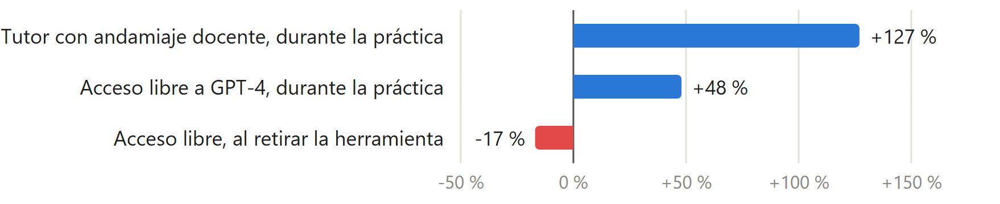 Tutor con andamiaje docente, durante la práctica +127 %
Acceso libre a GPT-4, durante la práctica +48 %
Acceso libre, al retirar la herramienta -17 %
-50 % 0 % +50 % +100 % +150 %